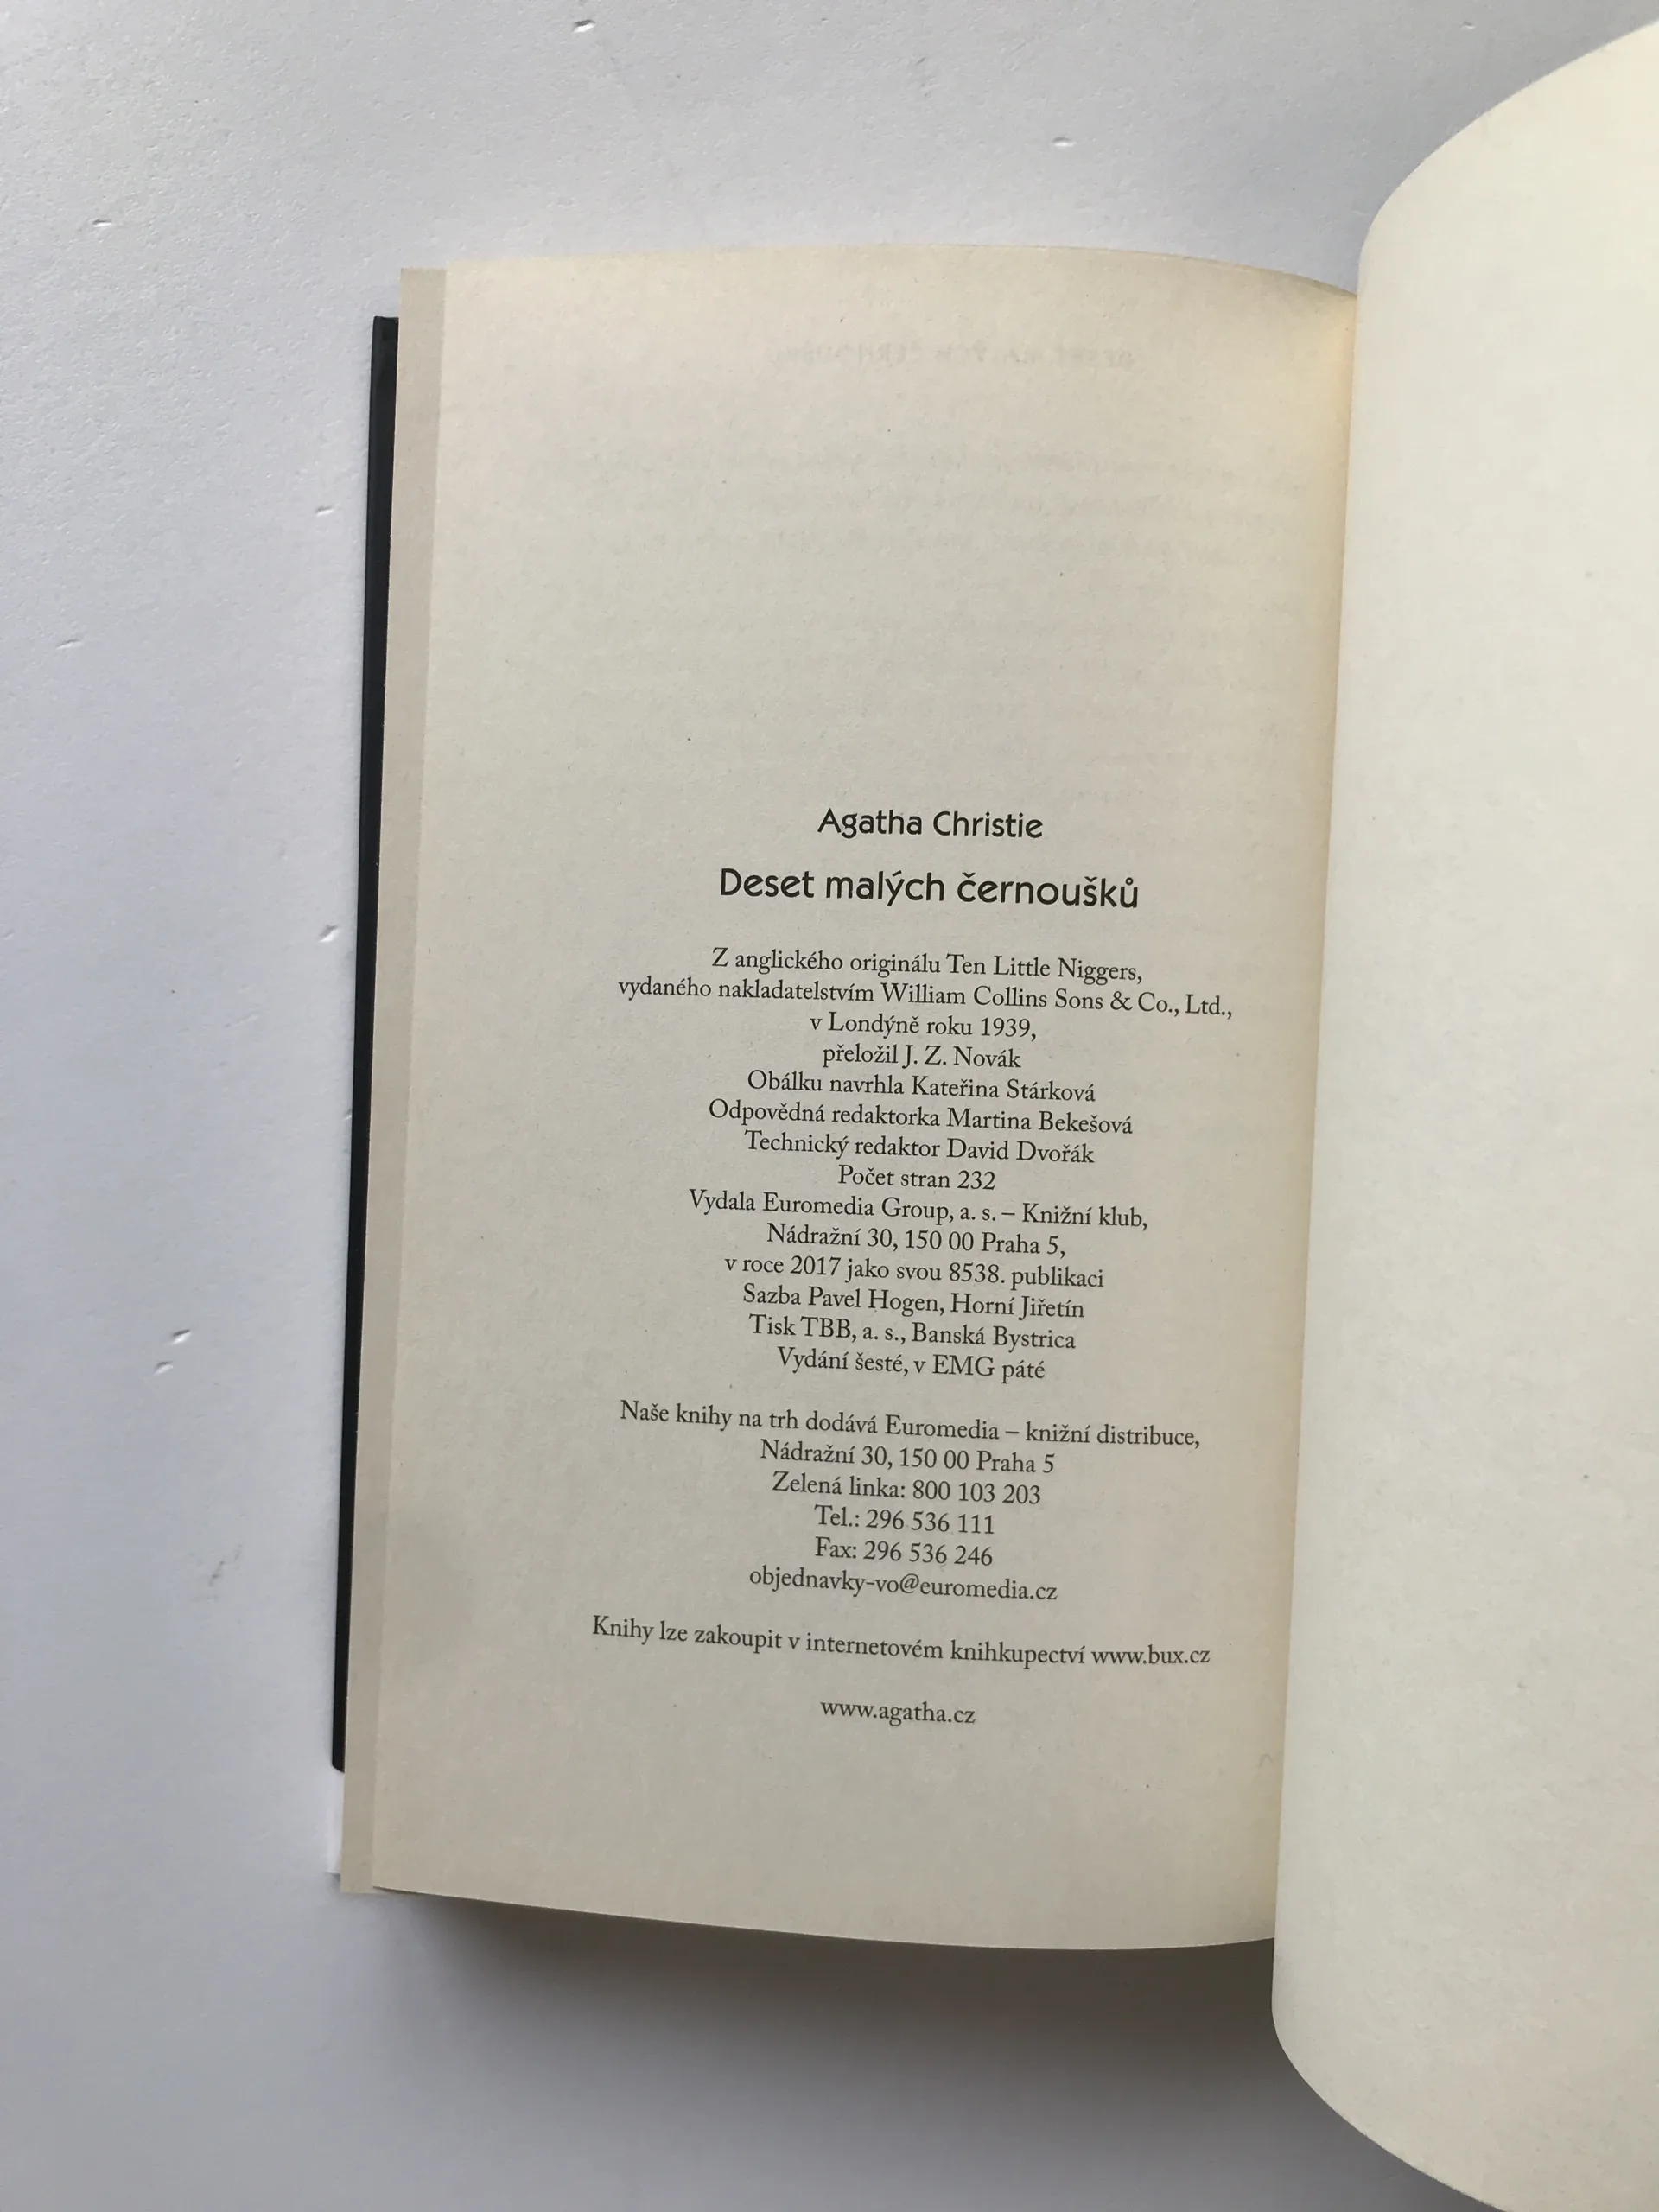 Agatha Christie
Deset malých černoušků
Z anglického originálu Ten Little Niggers,
vydaného nakladatelstvím William Collins Sons & Co., Ltd.,
v Londýně roku 1939,
přeložil J. Z. Novák
Obálku navrhla Kateřina Stárková
Odpovědná redaktorka Martina Bekešová
Technický redaktor David Dvořák
Počet stran 232
Vydala Euromedia Group, a. s. – Knižní klub,
Nádražní 30, 150 00 Praha 5,
v roce 2017 jako svou 8538. publikaci
Sazba Pavel Hogen, Horní Jiřetín
Tisk TBB, a. s., Banská Bystrica
Vydání šesté, v EMG páté
Naše knihy na trh dodává Euromedia – knižní distribuce,
Nádražní 30, 150 00 Praha 5
Zelená linka: 800 103 203
Tel.: 296 536 111
Fax: 296 536 246
objednavky-vo@euromedia.cz
Knihy lze zakoupit v internetovém knihkupectví www.bux.cz
www.agatha.cz